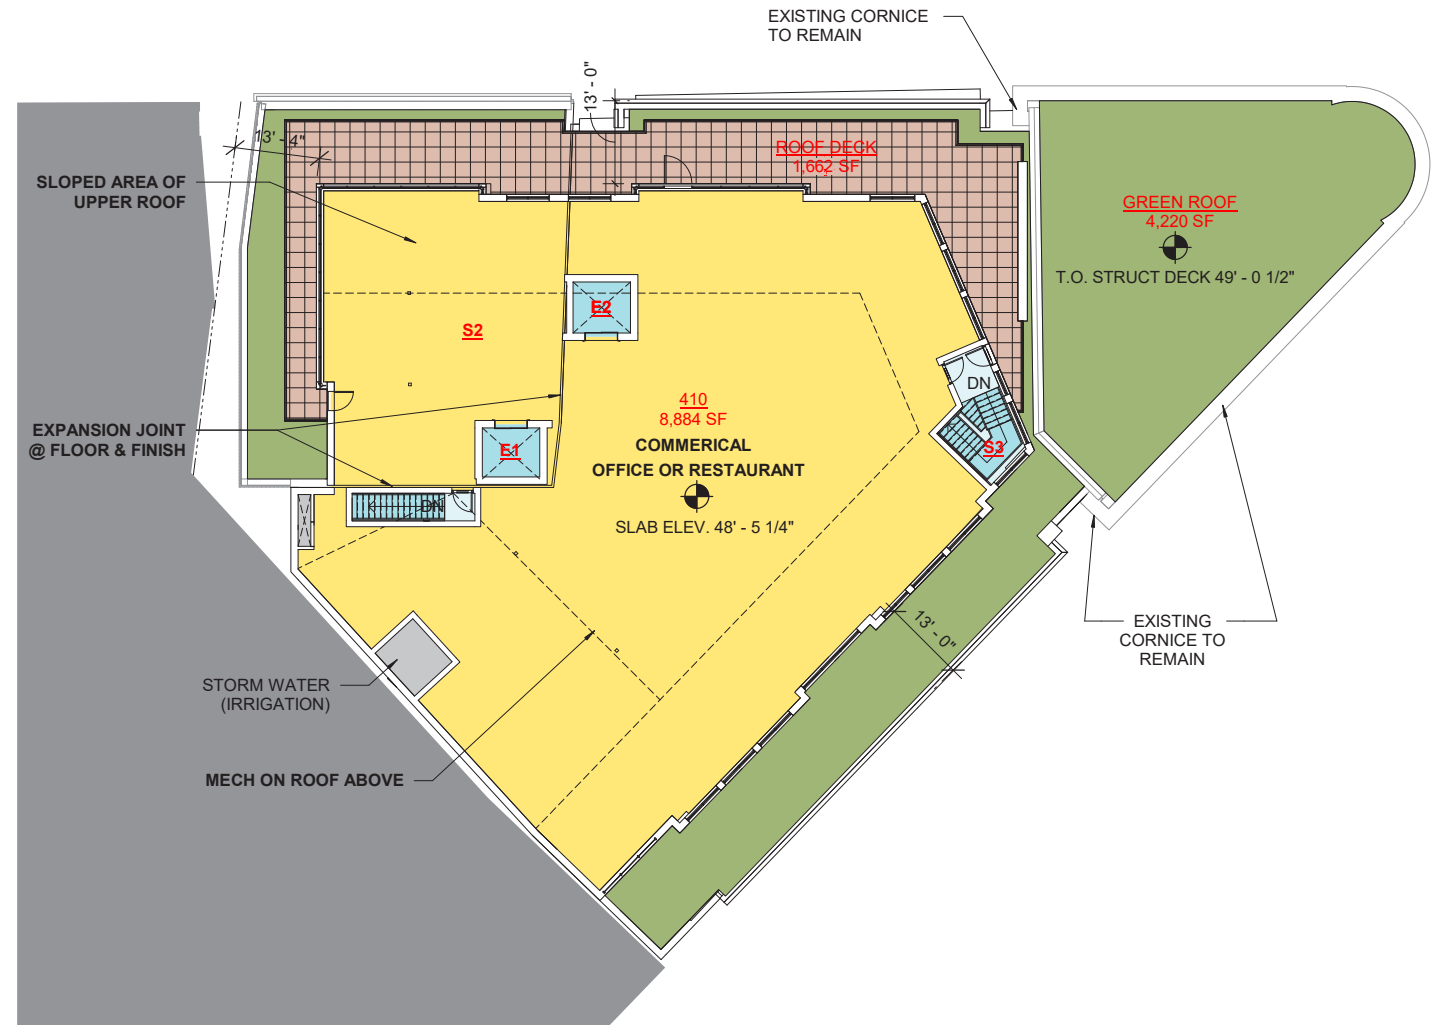 EXISTING CORNICE
TO REMAIN
13' - 0"
13' - 4"
ROOF DECK
1,662 SF
SLOPED AREA OF
UPPER ROOF
GREEN ROOF
4,220 SF
T.O. STRUCT DECK 49' - 0 1/2"
E2
S2
DN
410
8,884 SF
COMMERICAL
OFFICE OR RESTAURANT
SLAB ELEV. 48' - 5 1/4"
EXPANSION JOINT
@ FLOOR & FINISH
E1
S3
DN
13' - 0"
EXISTING
CORNICE TO
REMAIN
STORM WATER
(IRRIGATION)
MECH ON ROOF ABOVE